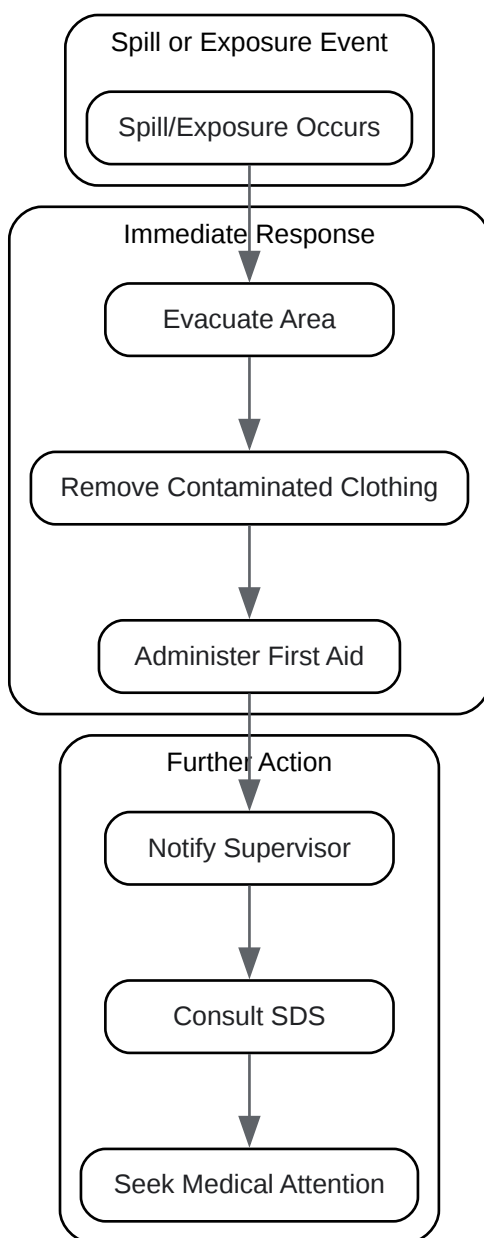 Spill or Exposure Event
Spill/Exposure Occurs
Immediate Response
Evacuate Area
Remove Contaminated Clothing
Administer First Aid
Further Action
Notify Supervisor
Consult SDS
Seek Medical Attention